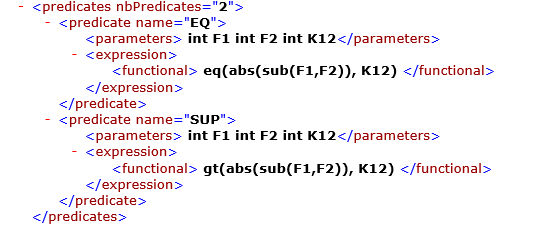 - <predicates nbPredicates="2">
- <predicate name="EQ">
<parameters> int F1 int F2 int K12</parameters>
- <expression>
<functional> eq(abs(sub(F1,F2)), K12) </functional>
</expression>
</predicate>
- <predicate name="SUP">
<parameters> int F1 int F2 int K12</parameters>
- <expression>
<functional> gt(abs(sub(F1,F2)), K12) </functional>
</expression>
</predicate>
</predicates>